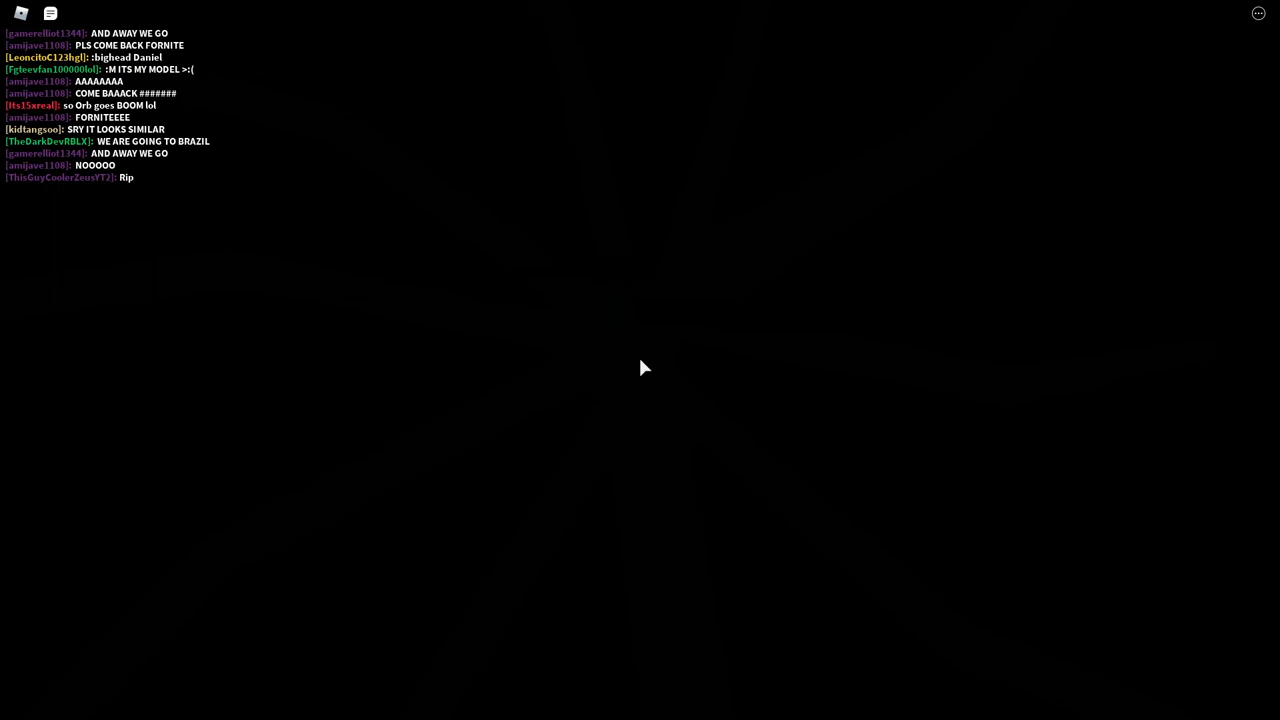 [gamerelliot1344]: AND AWAY WE GO
[amijave1108]: PLS COME BACK FORNITE
[LeoncitoC123hgl]: :bighead Daniel
[Fgteevfan100000lol]: :M ITS MY MODEL >:(
[amijave1108]: AAAAAAAA
[amijave1108]: COME BAAACK #######
[Its15xreal]: so Orb goes BOOM lol
[amijave1108]: FORNITEEEE
[kidtangsoo]: SRY IT LOOKS SIMILAR
[TheDarkDevRBLX]: WE ARE GOING TO BRAZIL
[gamerelliot1344]: AND AWAY WE GO
[amijave1108]: NOOOOO
[ThisGuyCoolerZeusYT2]: Rip